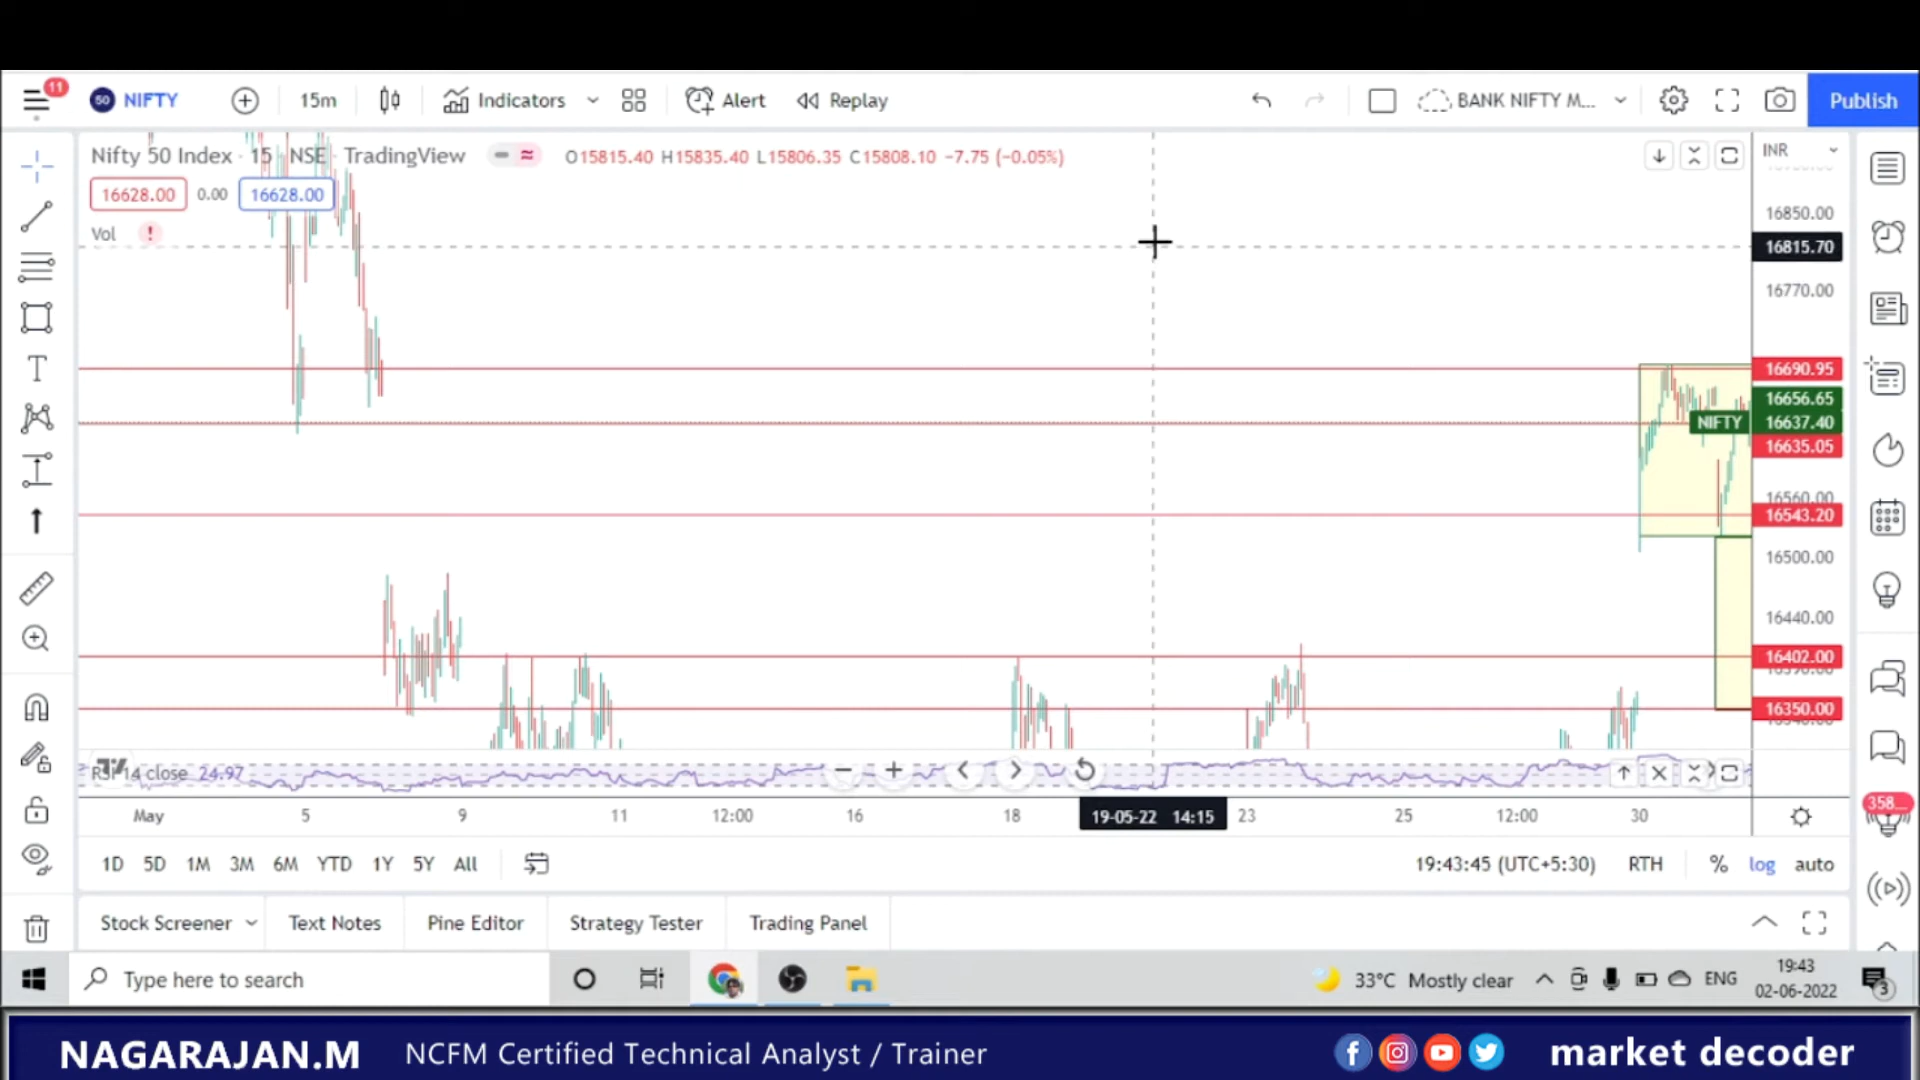 11
50 NIFTY
15m
Indicators
Alert
Replay
BANK NIFTY M...
Publish
Nifty 50 Index · 15 · NSE TradingView
O15815.40 H15835.40 L15806.35 C15808.10 −7.75 (−0.05%)
INR
16628.00 0.00 16628.00
Vol !
16850.00
16815.70
16770.00
16690.95
16656.65
NIFTY 16637.40
16635.05
16560.00
16543.20
16500.00
16440.00
16402.00
16350.00
RSI 14 close 24.97
May 5 9 11 12:00 16 18 19-05-22 14:15 23 25 12:00 30
358...
1D 5D 1M 3M 6M YTD 1Y 5Y All
19:43:45 (UTC+5:30) RTH % log auto
Stock Screener Text Notes Pine Editor Strategy Tester Trading Panel
Type here to search
33°C Mostly clear
ENG
19:43
02-06-2022
3
NAGARAJAN.M NCFM Certified Technical Analyst / Trainer
market decoder